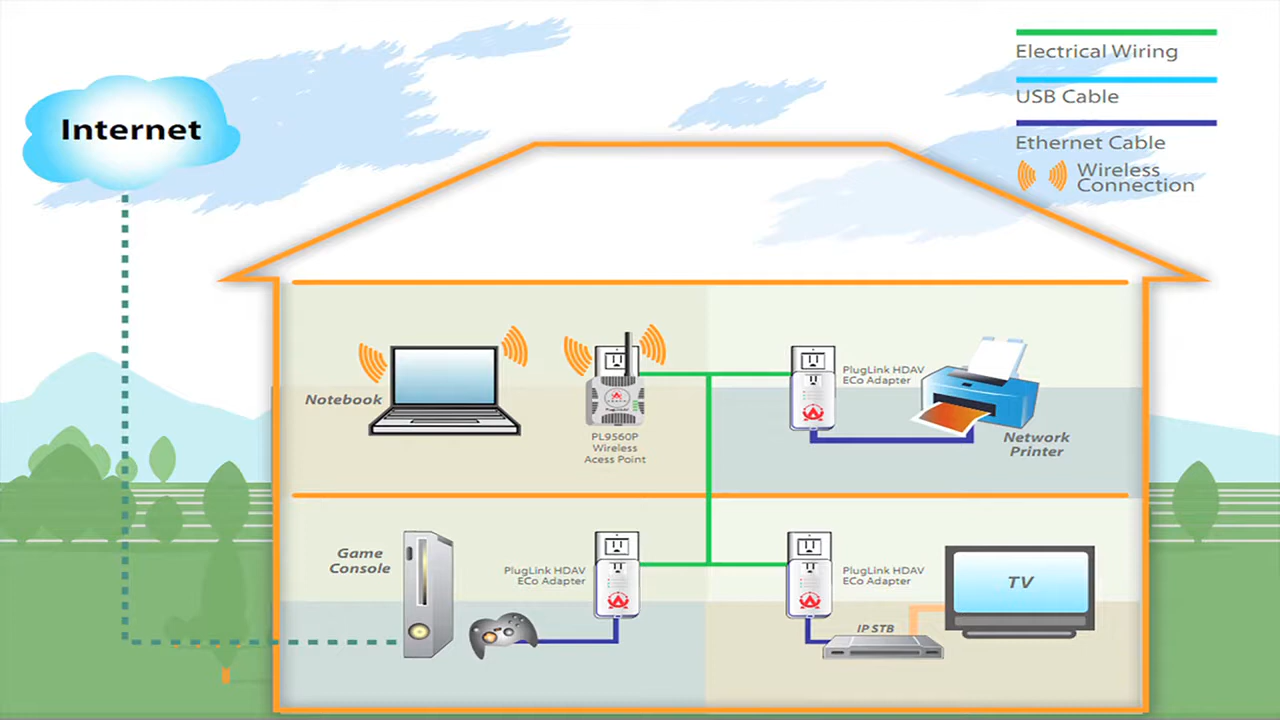 Electrical Wiring
USB Cable
Internet
Ethernet Cable
Wireless
Connection
Notebook
PL9560P
Wireless
Acess Point
PlugLink HDAV
ECo Adapter
Network
Printer
Game
Console
PlugLink HDAV
ECo Adapter
PlugLink HDAV
ECo Adapter
IP STB
TV